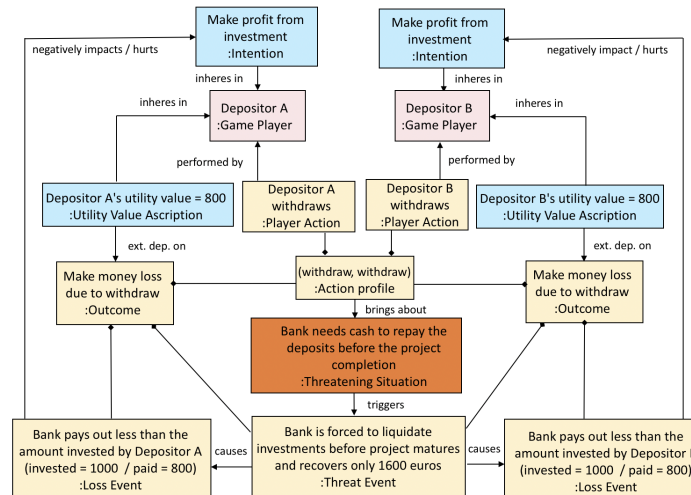 Make profit from
investment
:Intention
Make profit from
investment
:Intention
negatively impacts / hurts
negatively impact / hurts
inheres in
inheres in
inheres in
inheres in
Depositor A
:Game Player
Depositor B
:Game Player
performed by
performed by
Depositor A's utility value = 800
:Utility Value Ascription
Depositor A
withdraws
:Player Action
Depositor B
withdraws
:Player Action
Depositor B's utility value = 800
:Utility Value Ascription
ext. dep. on
ext. dep. on
Make money loss
due to withdraw
:Outcome
(withdraw, withdraw)
:Action profile
Make money loss
due to withdraw
:Outcome
brings about
Bank needs cash to repay the
deposits before the project
completion
:Threatening Situation
triggers
Bank pays out less than the
amount invested by Depositor A
(invested = 1000 / paid = 800)
:Loss Event
causes
Bank is forced to liquidate
investments before project matures
and recovers only 1600 euros
:Threat Event
causes
Bank pays out less than the
amount invested by Depositor
(invested = 1000 / paid = 800)
:Loss Event